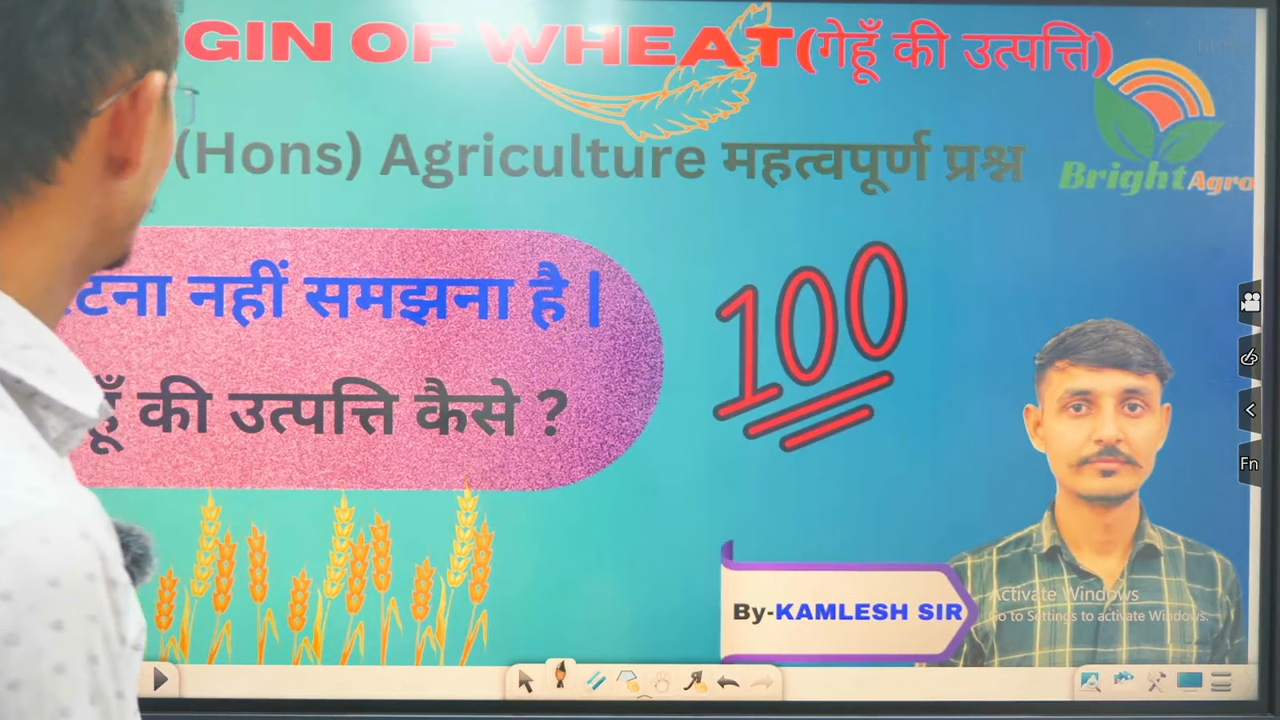 GIN OF WHEAT(गेहूँ की उत्पत्ति)
(Hons) Agriculture महत्वपूर्ण प्रश्न
Bright Agro
टना नहीं समझना है |
हूँ की उत्पत्ति कैसे ?
100
By-KAMLESH SIR
Activate Windows
Go to Settings to activate Windows.
Fn